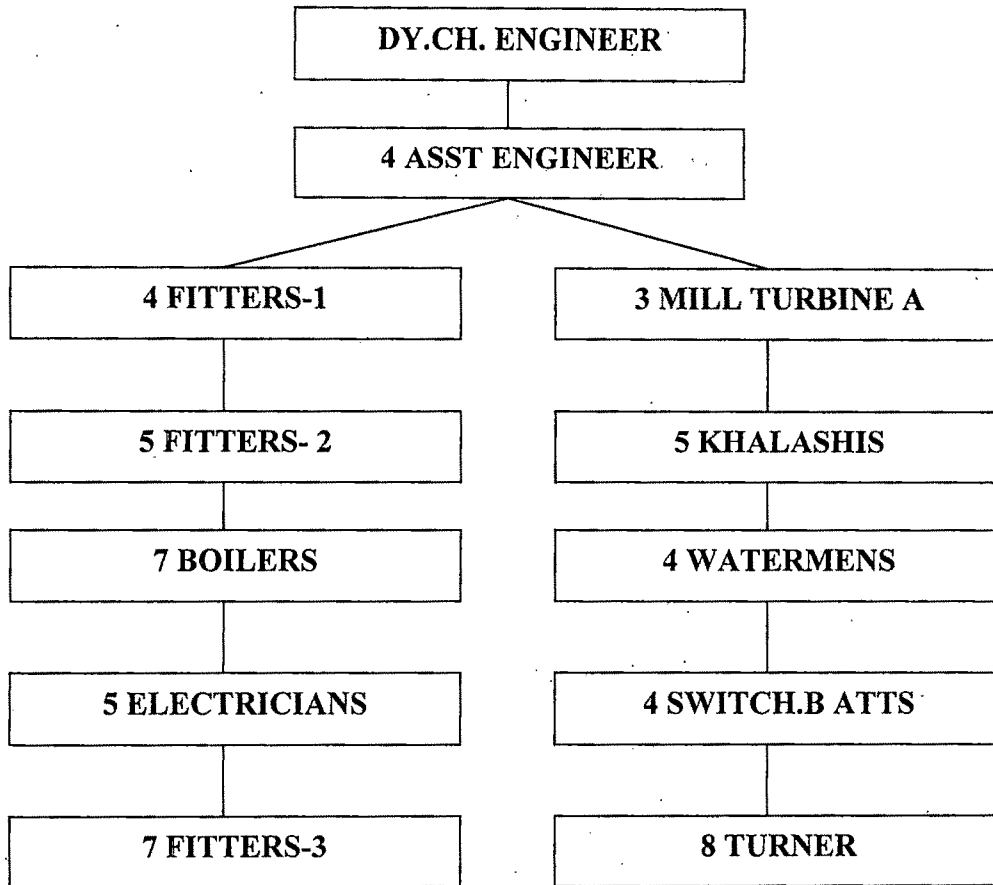 DY.CH. ENGINEER
4 ASST ENGINEER
4 FITTERS-1
3 MILL TURBINE A
5 FITTERS- 2
5 KHALASHIS
7 BOILERS
4 WATERMENS
5 ELECTRICIANS
4 SWITCH.B ATTS
7 FITTERS-3
8 TURNER